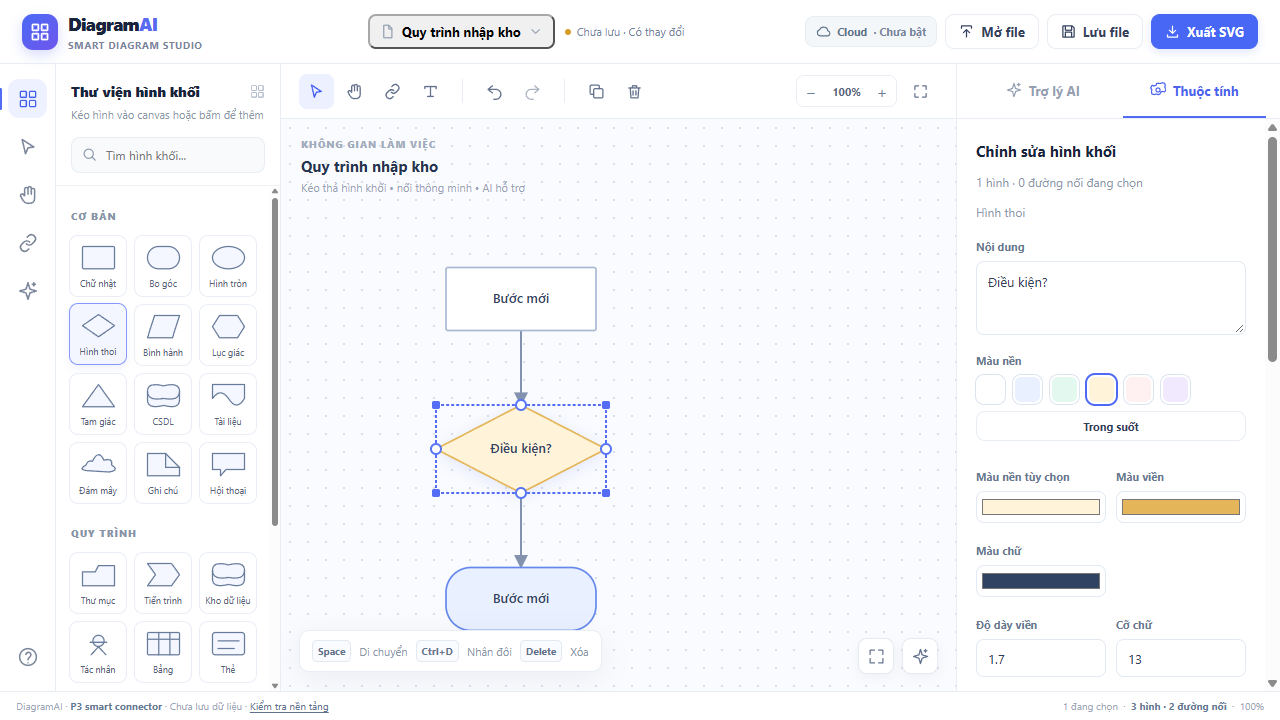 DiagramAI
SMART DIAGRAM STUDIO
Quy trình nhập kho
Chưa lưu · Có thay đổi
Cloud · Chưa bật
Mở file
Lưu file
Xuất SVG
Thư viện hình khối
Kéo hình vào canvas hoặc bấm để thêm
Tìm hình khối...
CƠ BẢN
Chữ nhật
Bo góc
Hình tròn
Hình thoi
Bình hành
Lục giác
Tam giác
CSDL
Tài liệu
Đám mây
Ghi chú
Hội thoại
QUY TRÌNH
Thư mục
Tiến trình
Kho dữ liệu
Tác nhân
Bảng
Thẻ
100%
KHÔNG GIAN LÀM VIỆC
Quy trình nhập kho
Kéo thả hình khối • nối thông minh • AI hỗ trợ
Bước mới
Điều kiện?
Bước mới
Space Di chuyển Ctrl+D Nhân đôi Delete Xóa
Trợ lý AI
Thuộc tính
Chỉnh sửa hình khối
1 hình · 0 đường nối đang chọn
Hình thoi
Nội dung
Điều kiện?
Màu nền
Trong suốt
Màu nền tùy chọn
Màu viền
Màu chữ
Độ dày viền
Cỡ chữ
1.7
13
DiagramAI · P3 smart connector · Chưa lưu dữ liệu · Kiểm tra nền tảng
1 đang chọn · 3 hình • 2 đường nối · 100%